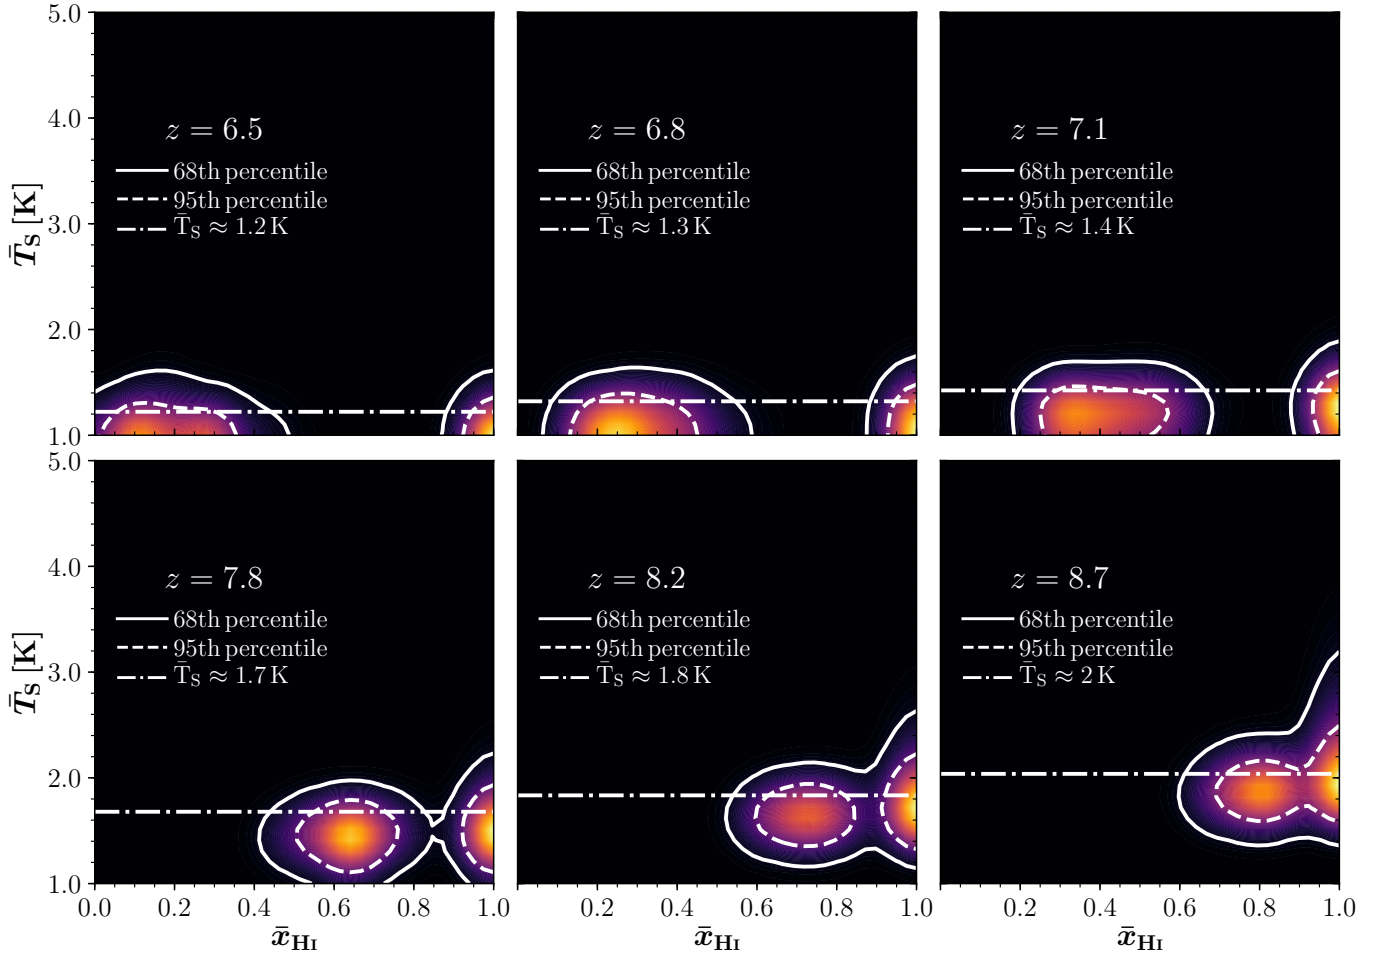 5.0
4.0
3.0
2.0
1.0
T̄S [K]
z = 6.5
68th percentile
95th percentile
T̄S ≈ 1.2 K
z = 6.8
68th percentile
95th percentile
T̄S ≈ 1.3 K
z = 7.1
68th percentile
95th percentile
T̄S ≈ 1.4 K
5.0
4.0
3.0
2.0
1.0
T̄S [K]
z = 7.8
68th percentile
95th percentile
T̄S ≈ 1.7 K
z = 8.2
68th percentile
95th percentile
T̄S ≈ 1.8 K
z = 8.7
68th percentile
95th percentile
T̄S ≈ 2 K
0.0 0.2 0.4 0.6 0.8 1.0
0.2 0.4 0.6 0.8 1.0
0.2 0.4 0.6 0.8 1.0
x̄HI
x̄HI
x̄HI